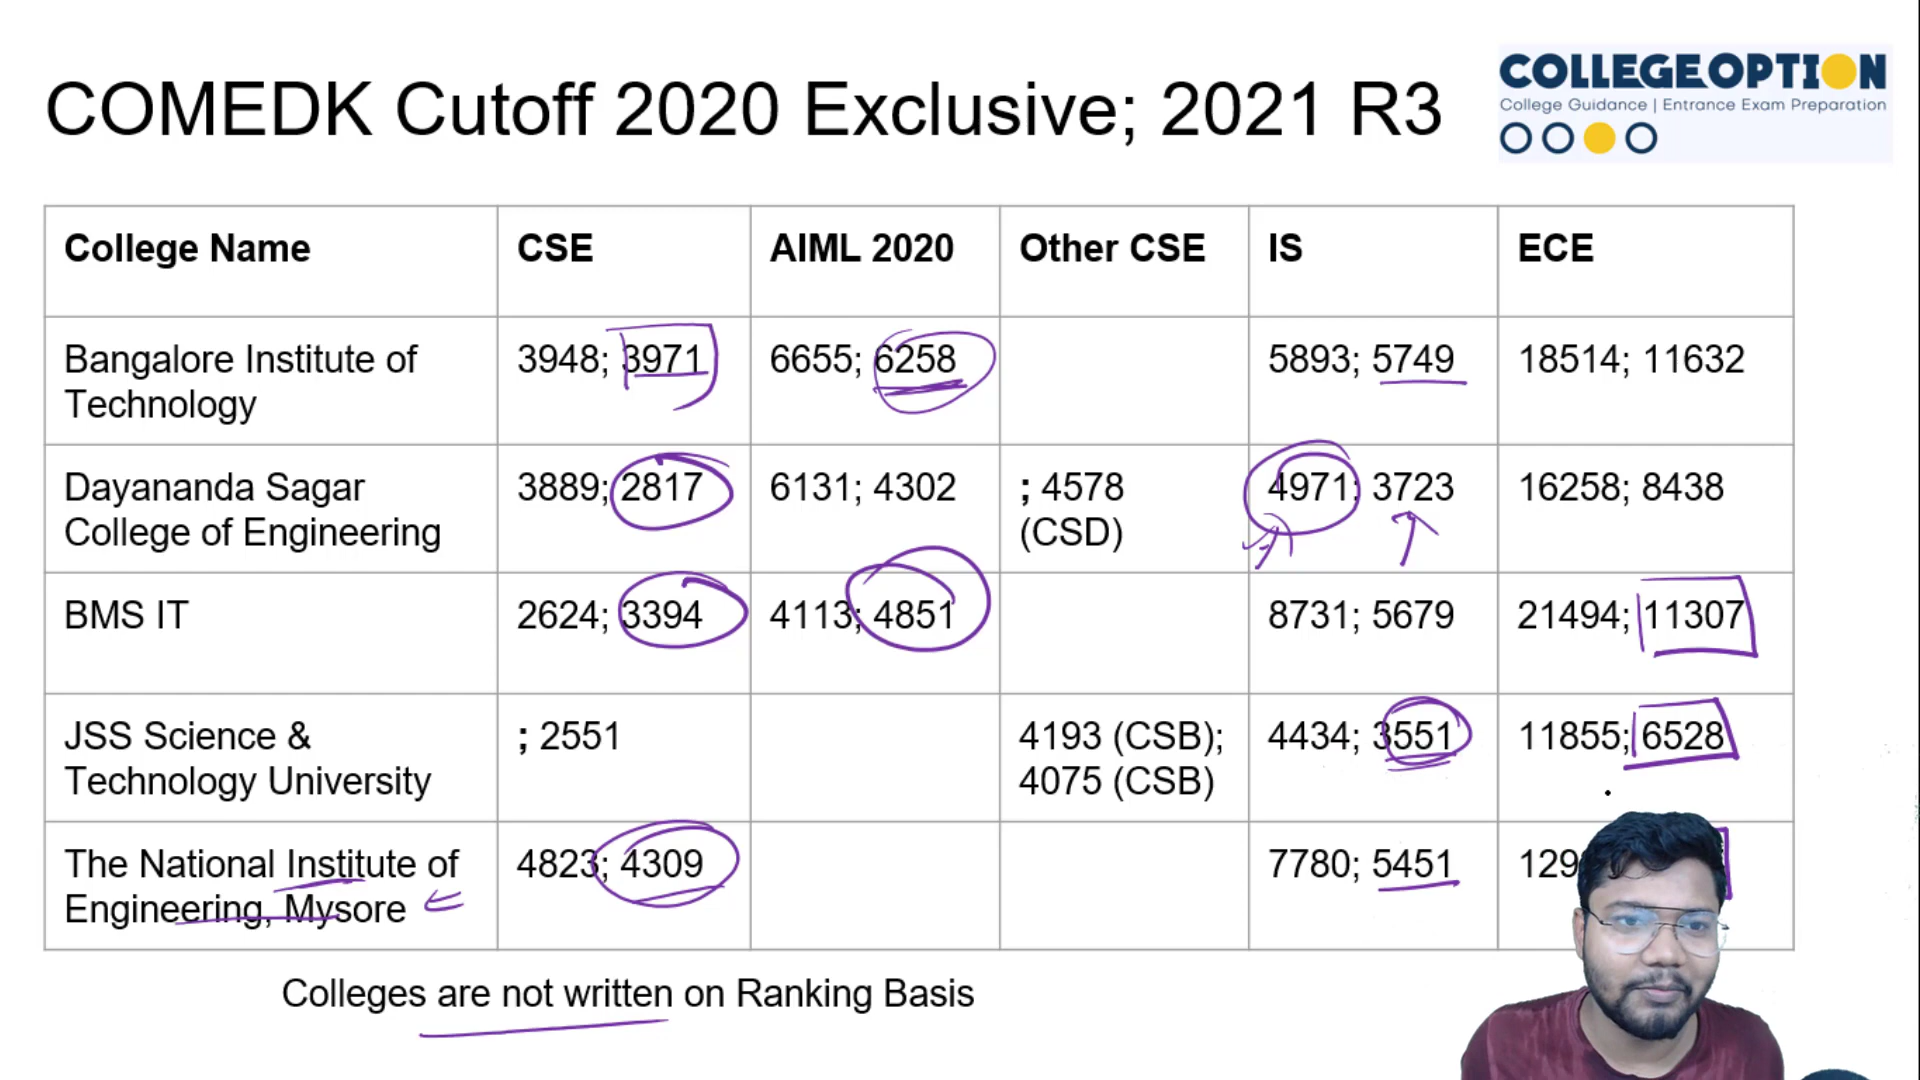 COMEDK Cutoff 2020 Exclusive; 2021 R3
COLLEGEOPTION
College Guidance | Entrance Exam Preparation
College Name CSE AIML 2020 Other CSE IS ECE
Bangalore Institute of
Technology
3948; 3971 6655; 6258 5893; 5749 18514; 11632
Dayananda Sagar
College of Engineering
3889; 2817 6131; 4302 ; 4578
(CSD)
4971; 3723 16258; 8438
BMS IT 2624; 3394 4113; 4851 8731; 5679 21494; 11307
JSS Science &
Technology University
; 2551 4193 (CSB);
4075 (CSB)
4434; 3551 11855; 6528
The National Institute of
Engineering, Mysore
4823; 4309 7780; 5451
Colleges are not written on Ranking Basis